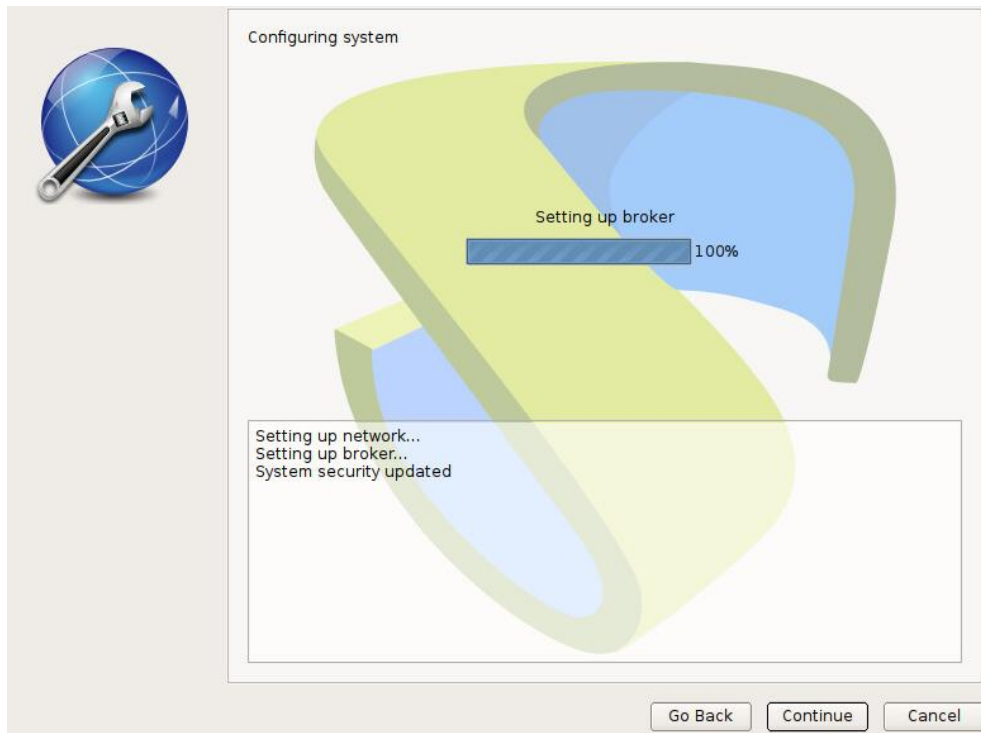 Configuring system
Setting up broker
100%
Setting up network...
Setting up broker...
System security updated
Go Back
Continue
Cancel